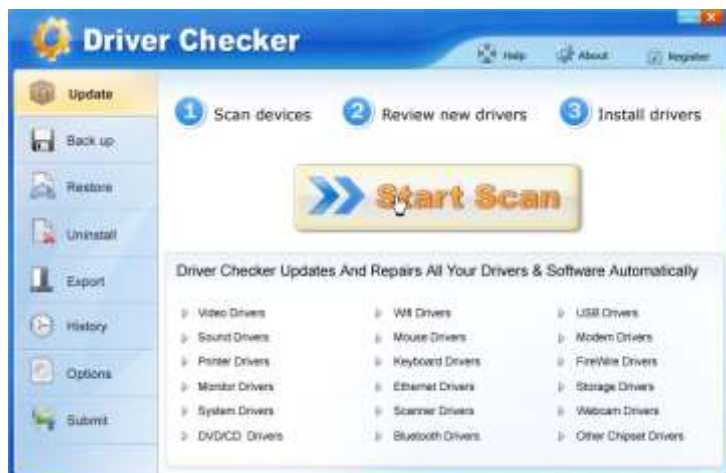 Driver Checker
Help
About
Register
Update
Back up
Restore
Uninstall
Export
History
Options
Submit
1 Scan devices
2 Review new drivers
3 Install drivers
Start Scan
Driver Checker Updates And Repairs All Your Drivers & Software Automatically
Video Drivers
Wifi Drivers
USB Drivers
Sound Drivers
Mouse Drivers
Modem Drivers
Printer Drivers
Keyboard Drivers
FireWire Drivers
Monitor Drivers
Ethernet Drivers
Storage Drivers
System Drivers
Scanner Drivers
Webcam Drivers
DVD/CD Drivers
Bluetooth Drivers
Other Chipset Drivers